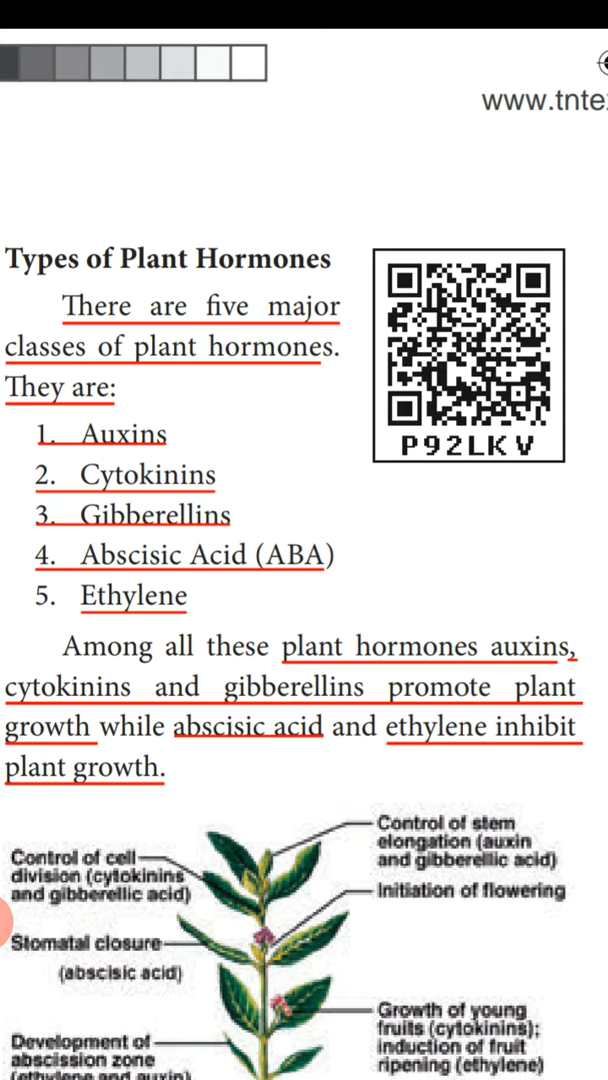 www.tnte
Types of Plant Hormones
There are five major
classes of plant hormones.
They are:
1. Auxins
2. Cytokinins
3. Gibberellins
4. Abscisic Acid (ABA)
5. Ethylene
P92LKV
Among all these plant hormones auxins,
cytokinins and gibberellins promote plant
growth while abscisic acid and ethylene inhibit
plant growth.
Control of cell
division (cytokinins
and gibberellic acid)
Stomatal closure
(abscisic acid)
Development of
abscission zone
(ethylene and auxin)
Control of stem
elongation (auxin
and gibberellic acid)
Initiation of flowering
Growth of young
fruits (cytokinins);
induction of fruit
ripening (ethylene)